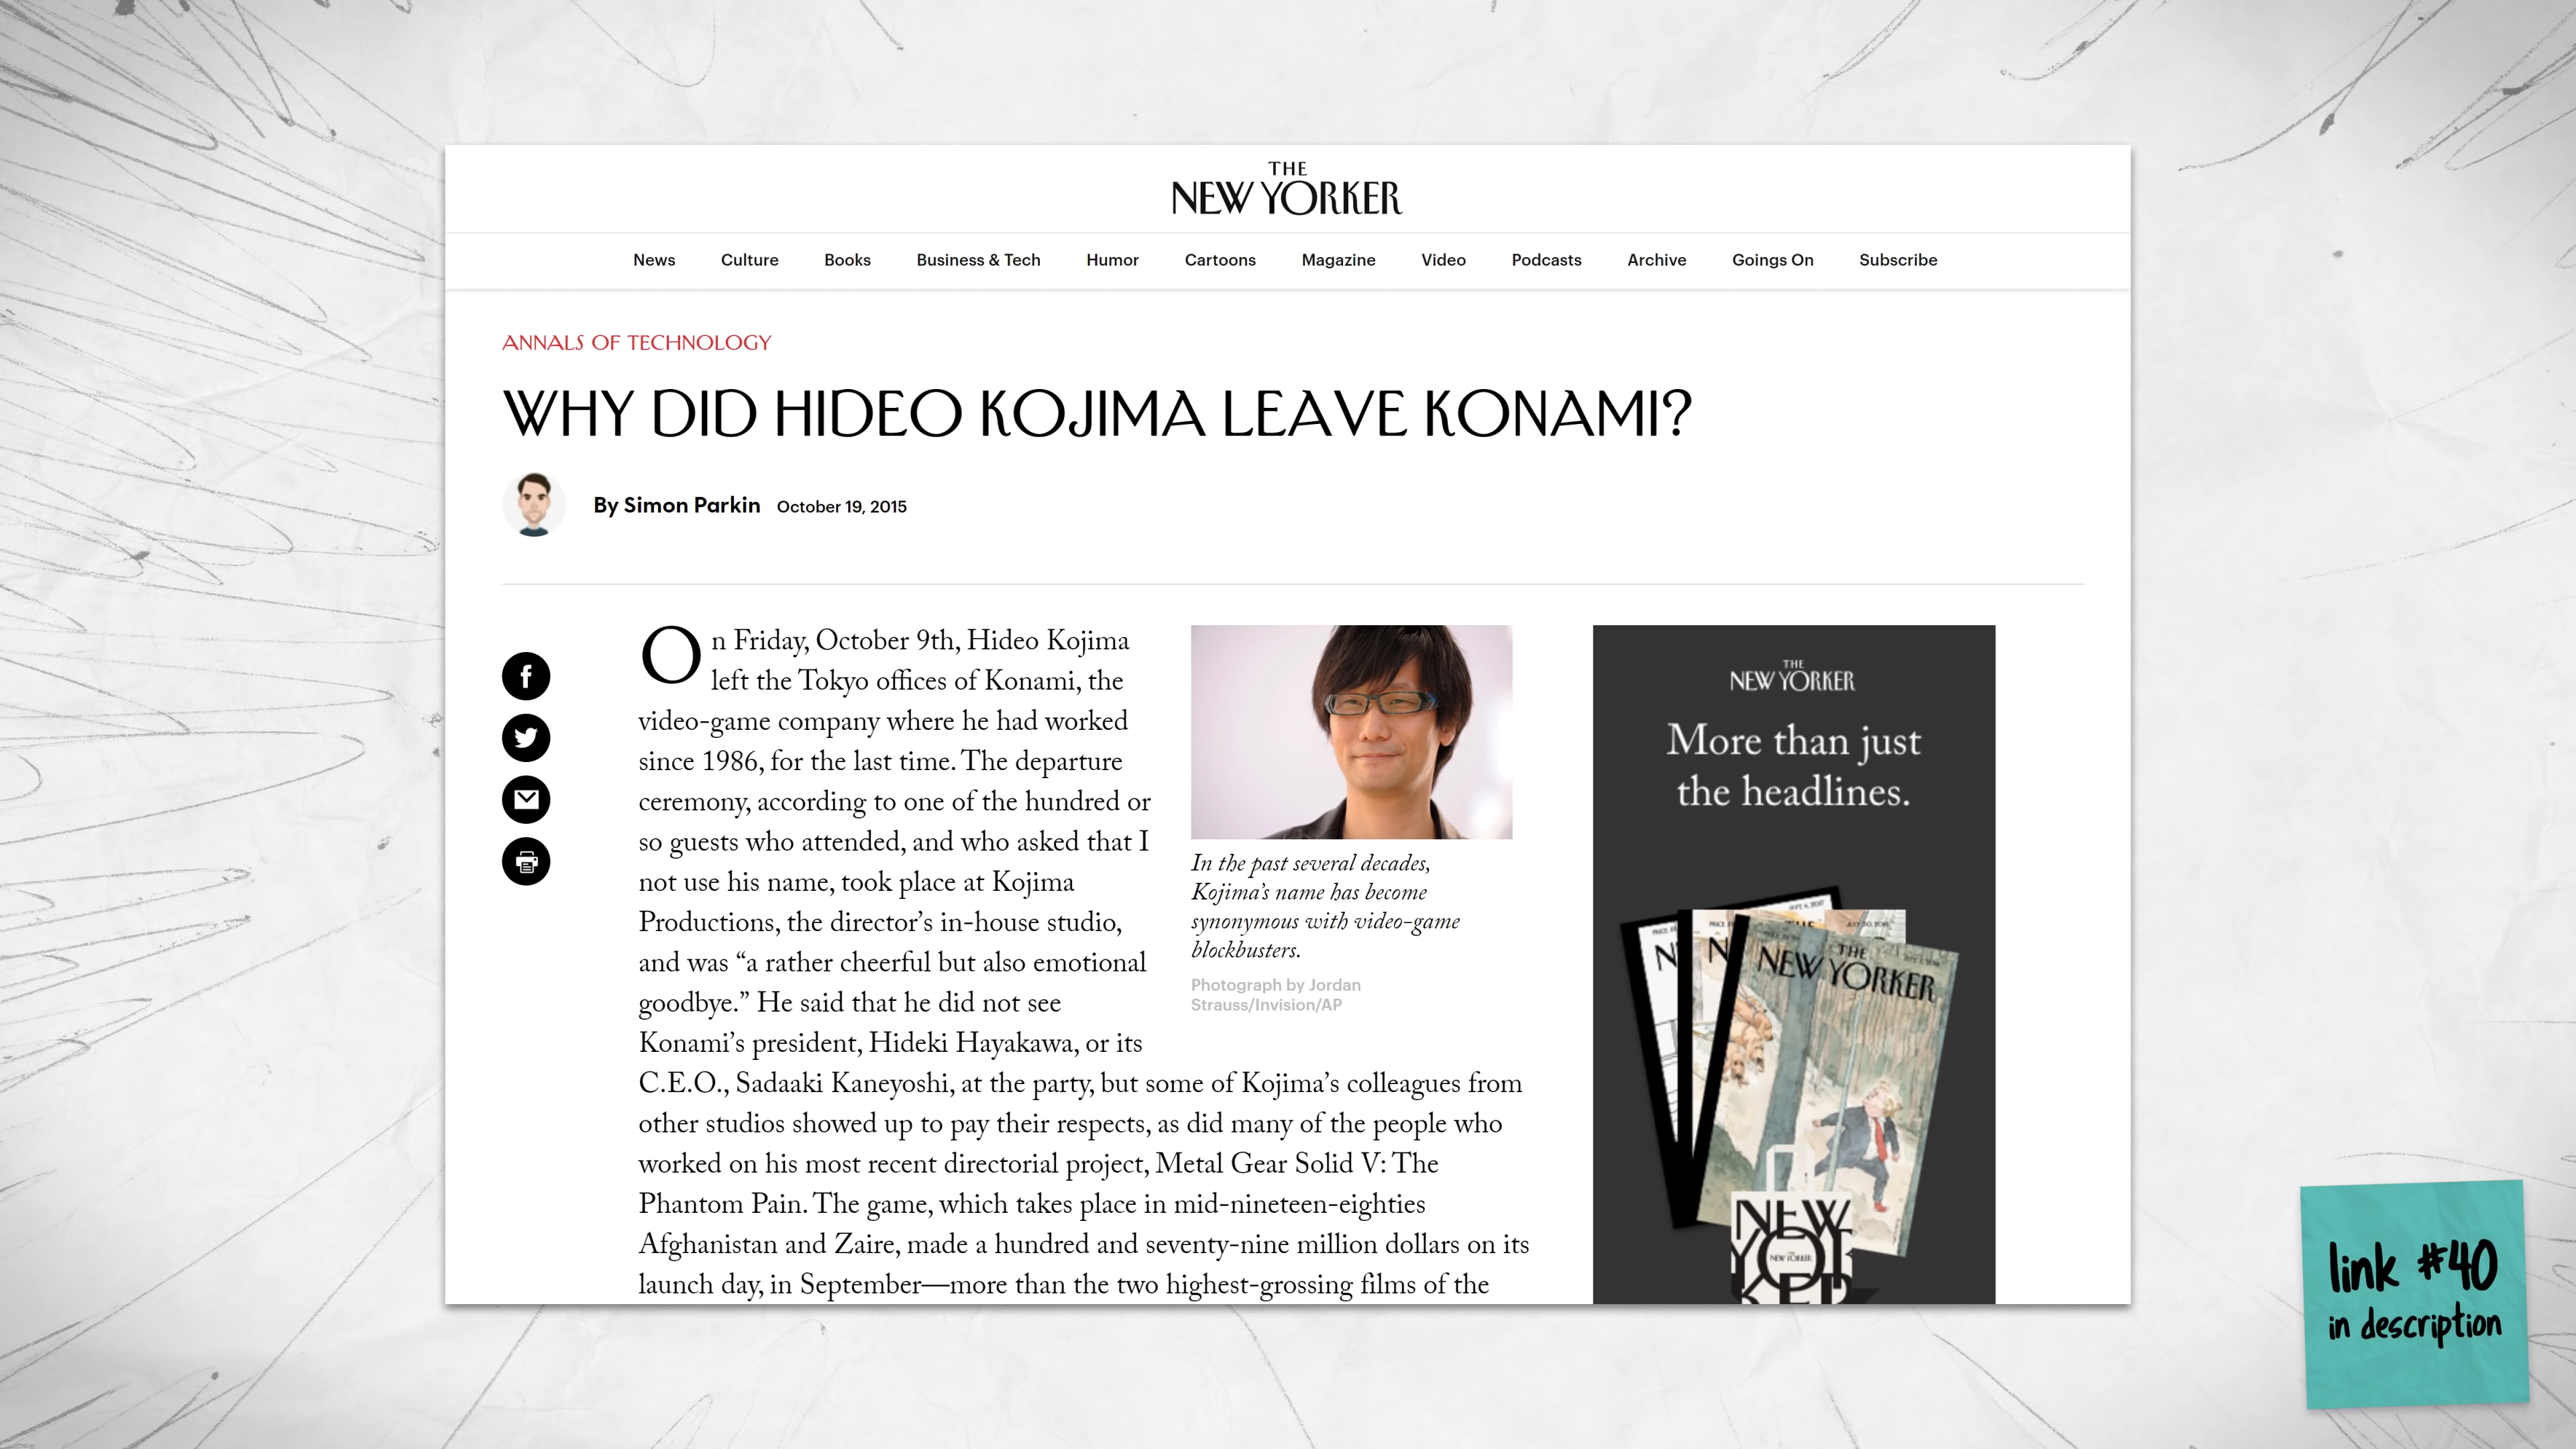 THE
NEW YORKER
News Culture Books Business & Tech Humor Cartoons Magazine Video Podcasts Archive Goings On Subscribe
ANNALS OF TECHNOLOGY
WHY DID HIDEO KOJIMA LEAVE KONAMI?
By Simon Parkin October 19, 2015
On Friday, October 9th, Hideo Kojima
left the Tokyo offices of Konami, the
video-game company where he had worked
since 1986, for the last time. The departure
ceremony, according to one of the hundred or
so guests who attended, and who asked that I
not use his name, took place at Kojima
Productions, the director’s in-house studio,
and was “a rather cheerful but also emotional
goodbye.” He said that he did not see
Konami’s president, Hideki Hayakawa, or its
C.E.O., Sadaaki Kaneyoshi, at the party, but some of Kojima’s colleagues from
other studios showed up to pay their respects, as did many of the people who
worked on his most recent directorial project, Metal Gear Solid V: The
Phantom Pain. The game, which takes place in mid-nineteen-eighties
Afghanistan and Zaire, made a hundred and seventy-nine million dollars on its
launch day, in September—more than the two highest-grossing films of the
In the past several decades,
Kojima’s name has become
synonymous with video-game
blockbusters.
Photograph by Jordan
Strauss/Invision/AP
THE
NEW YORKER
More than just
the headlines.
THE
NEW YORKER
NEW
YORKER
NEW YORKER
link #40
in description